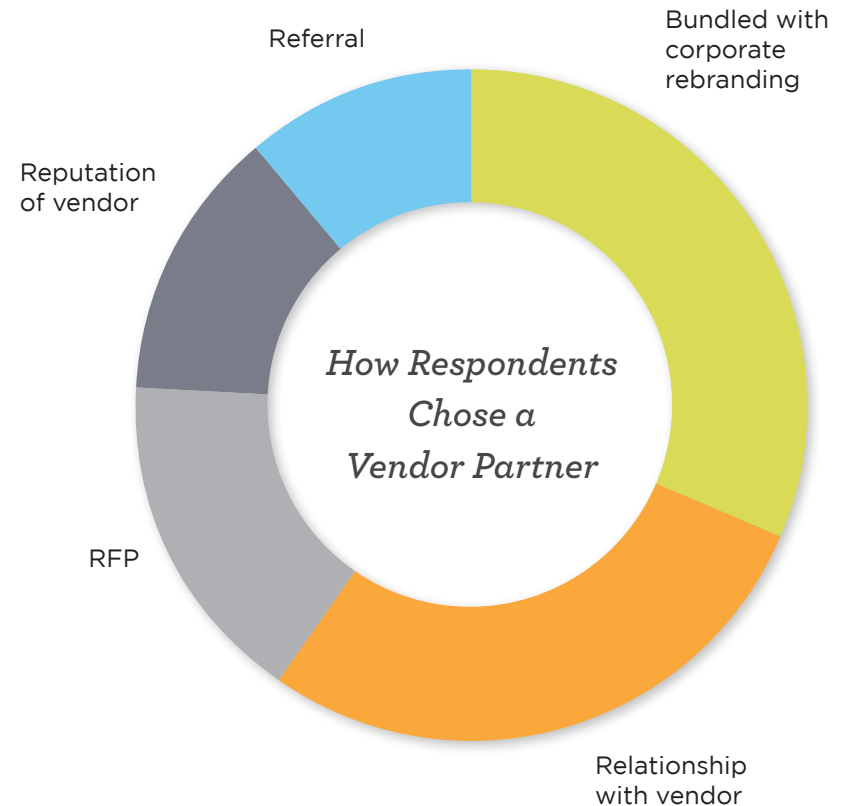 Referral
Bundled with
corporate
rebranding
Reputation
of vendor
How Respondents
Chose a
Vendor Partner
RFP
Relationship
with vendor